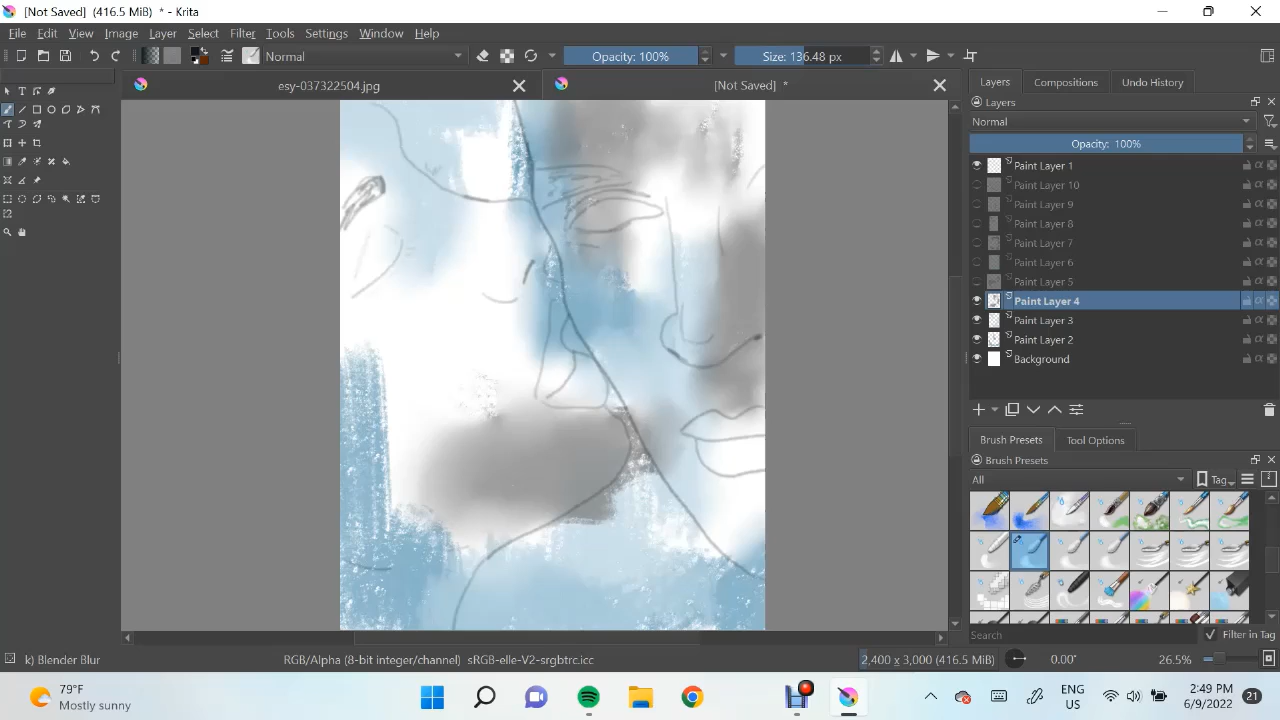 [Not Saved]  (416.5 MiB)  * - Krita
File Edit View Image Layer Select Filter Tools Settings Window Help
Normal
Opacity: 100%
Size: 136.48 px
esy-037322504.jpg
[Not Saved] *
Layers
Compositions
Undo History
Layers
Normal
Opacity: 100%
Paint Layer 1
Paint Layer 10
Paint Layer 9
Paint Layer 8
Paint Layer 7
Paint Layer 6
Paint Layer 5
Paint Layer 4
Paint Layer 3
Paint Layer 2
Background
Brush Presets
Tool Options
Brush Presets
All
Tag
Search
Filter in Tag
k) Blender Blur
RGB/Alpha (8-bit integer/channel) sRGB-elle-V2-srgbtrc.icc
2,400 x 3,000 (416.5 MiB)
0.00°
26.5%
79°F
Mostly sunny
ENG
US
2:49 PM
6/9/2022
21